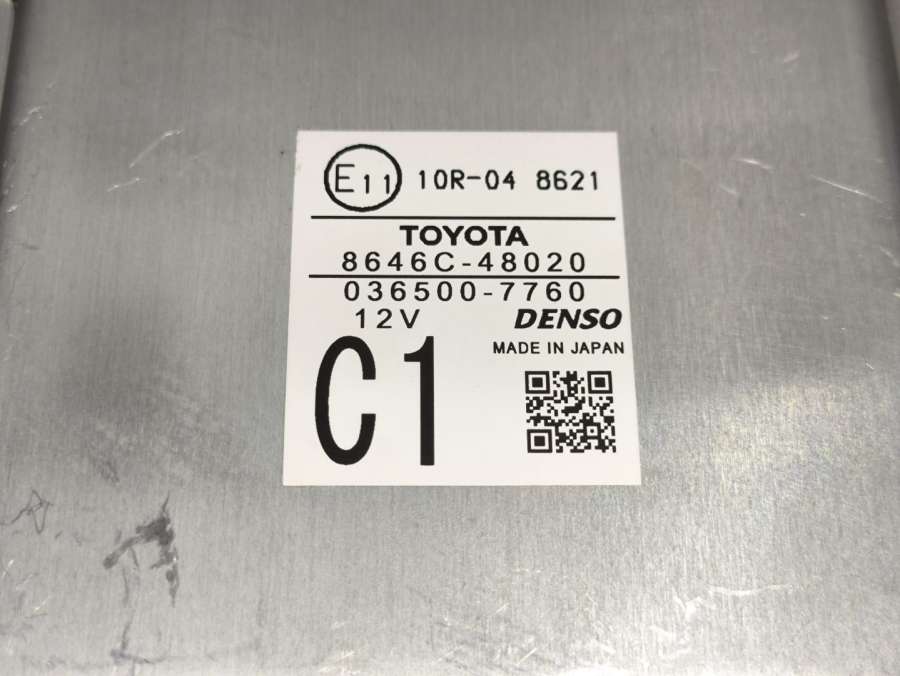 E11 10R-04 8621
TOYOTA
8646C-48020
036500-7760
12V DENSO
MADE IN JAPAN
C1